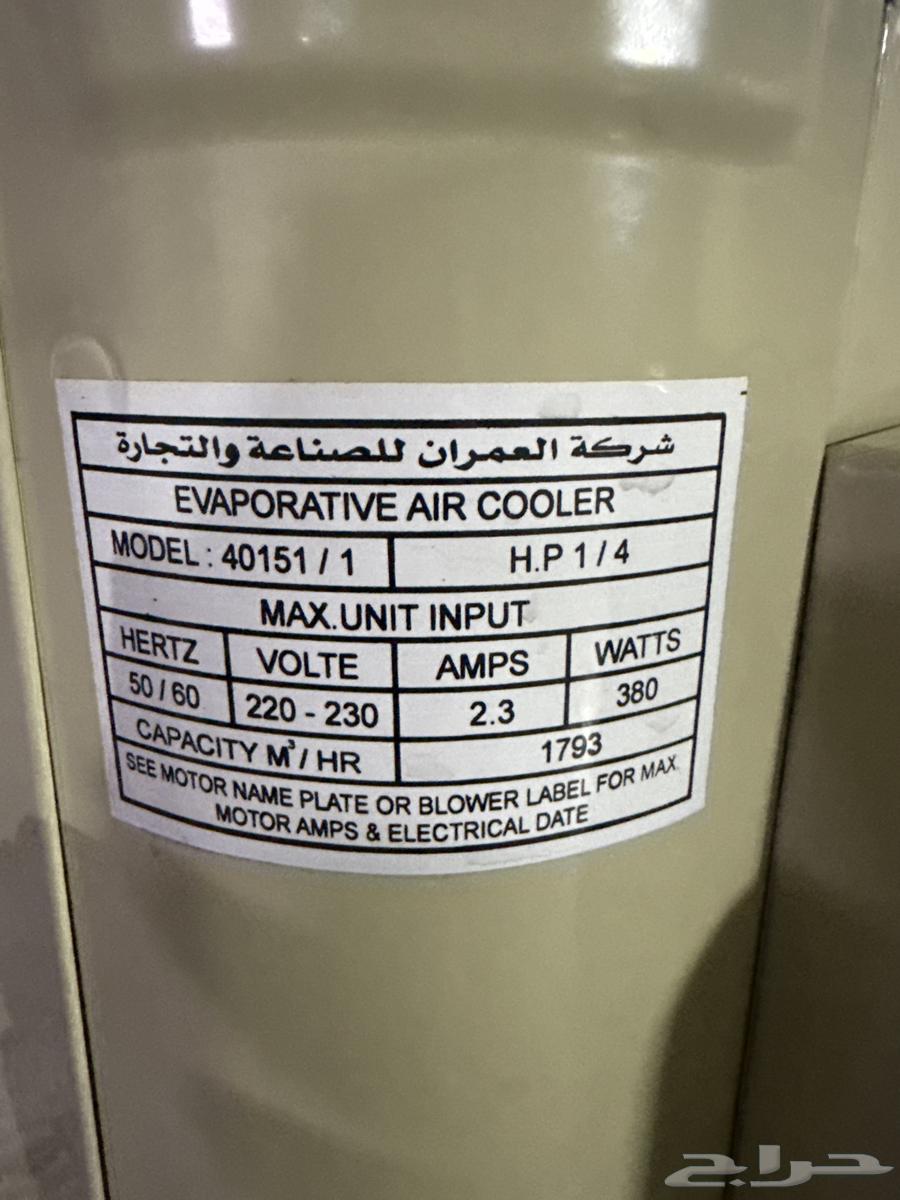 شركة العمران للصناعة والتجارة
EVAPORATIVE AIR COOLER
MODEL : 40151 / 1 H.P 1 / 4
MAX.UNIT INPUT
HERTZ VOLTE AMPS WATTS
50 / 60 220 - 230 2.3 380
CAPACITY M³ / HR 1793
SEE MOTOR NAME PLATE OR BLOWER LABEL FOR MAX.
MOTOR AMPS & ELECTRICAL DATE
حراج